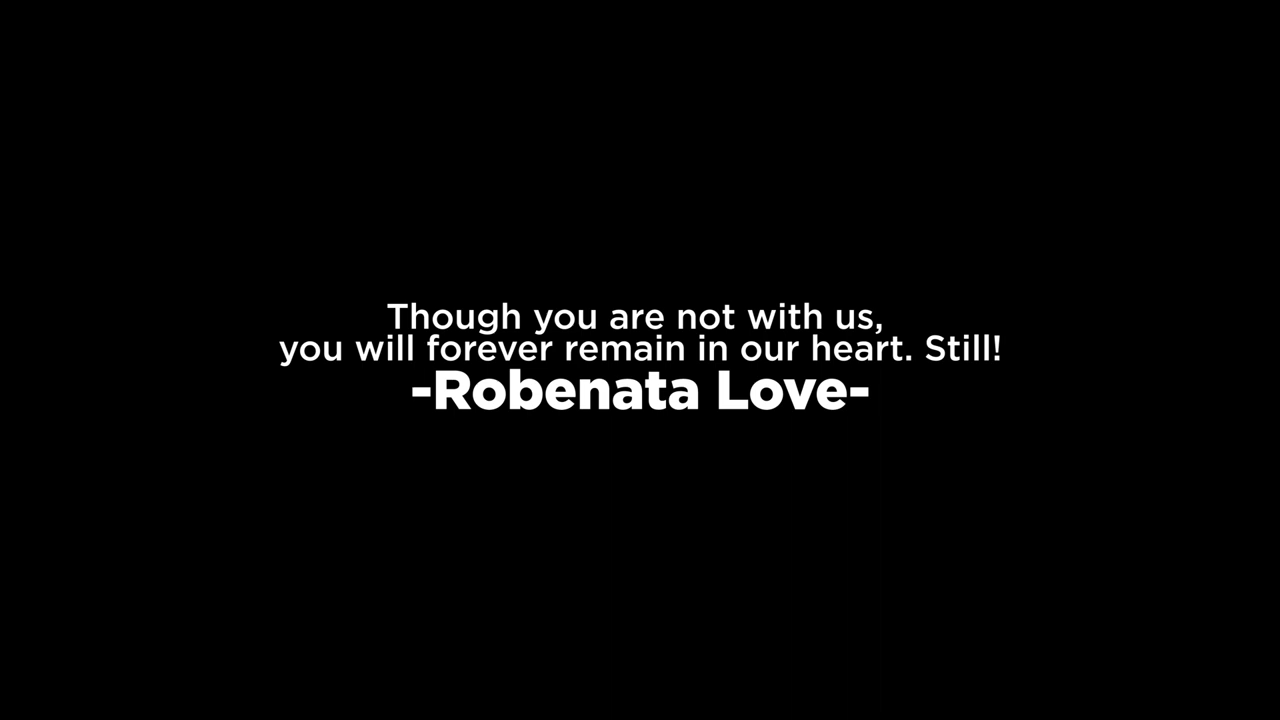 Though you are not with us,
you will forever remain in our heart. Still!
-Robenata Love-